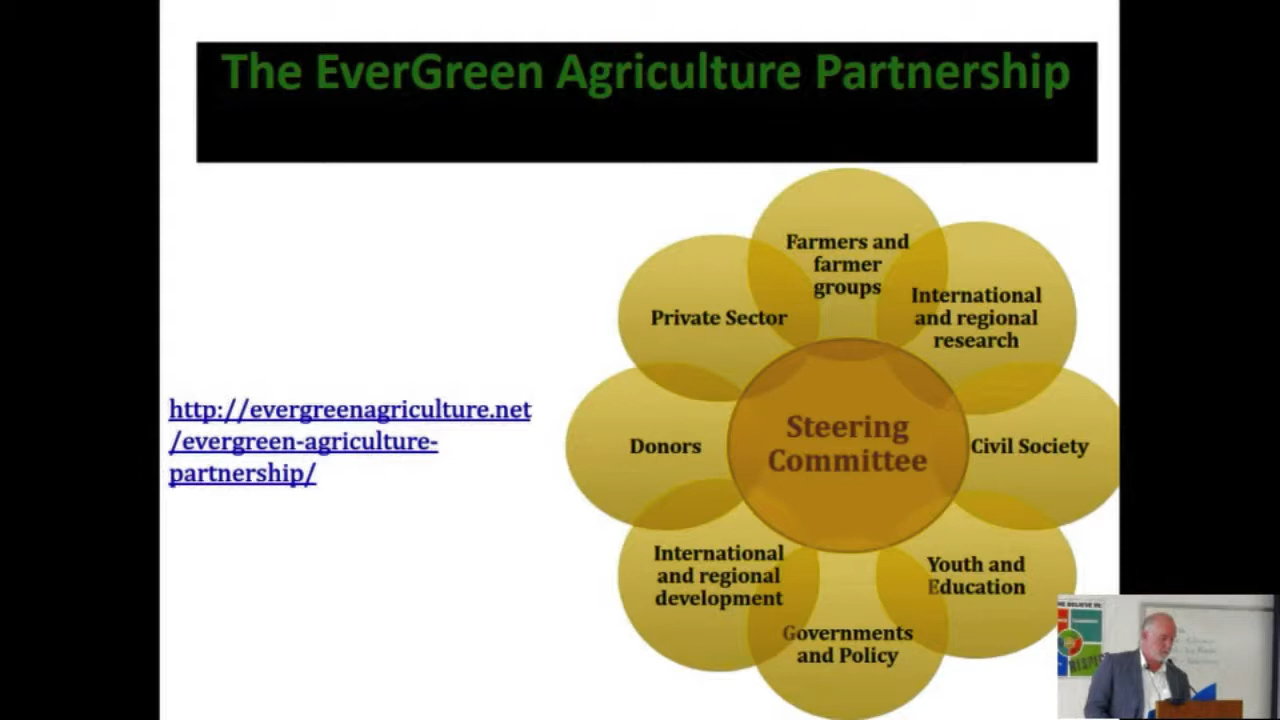 The EverGreen Agriculture Partnership
Farmers and
farmer
groups
International
and regional
research
Private Sector
http://evergreenagriculture.net
/evergreen-agriculture-
partnership/
Donors
Steering
Committee
Civil Society
International
and regional
development
Youth and
Education
Governments
and Policy